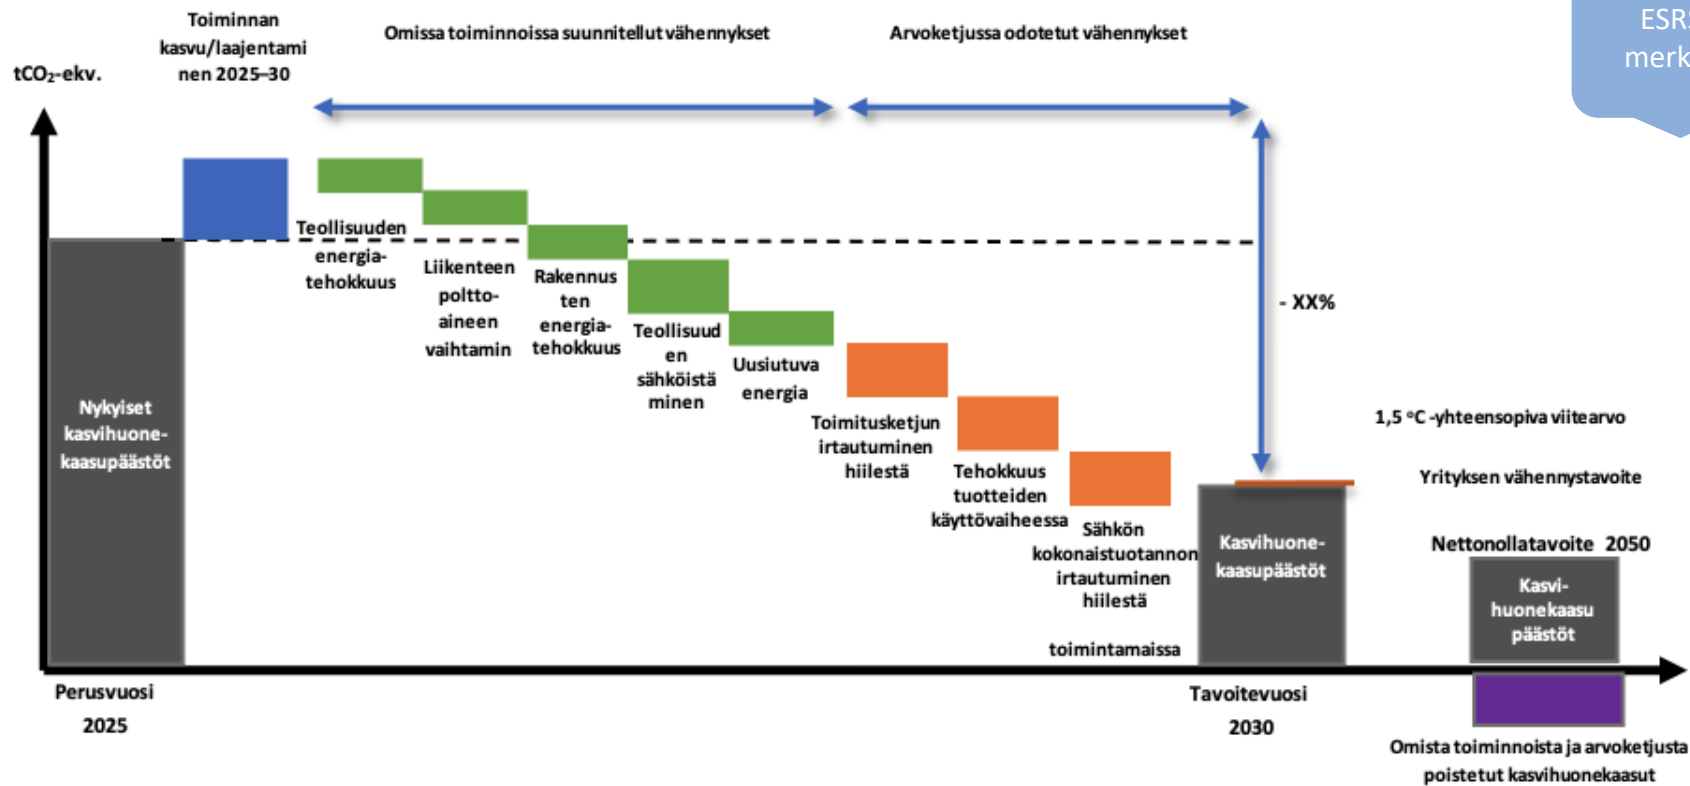 Toiminnan
kasvu/laajentami
nen 2025–30
Omissa toiminnoissa suunnitellut vähennykset
Arvoketjussa odotetut vähennykset
tCO₂-ekv.
Teollisuuden
energia-
tehokkuus
Liikenteen
poltto-
aineen
vaihtamin
Rakennus
ten
energia-
tehokkuus
Teollisuud
en
sähköistä
minen
Uusiutuva
energia
Toimitusketjun
irtautuminen
hiilestä
Tehokkuus
tuotteiden
käyttövaiheessa
Sähkön
kokonaistuotannon
irtautuminen
hiilestä
toimintamaissa
- XX%
Nykyiset
kasvihuone-
kaasupäästöt
Kasvihuone-
kaasupäästöt
1,5 °C -yhteensopiva viitearvo
Yrityksen vähennystavoite
Nettonollatavoite 2050
Kasvi-
huonekaasu
päästöt
Perusvuosi
2025
Tavoitevuosi
2030
Omista toiminnoista ja arvoketjusta
poistetut kasvihuonekaasut